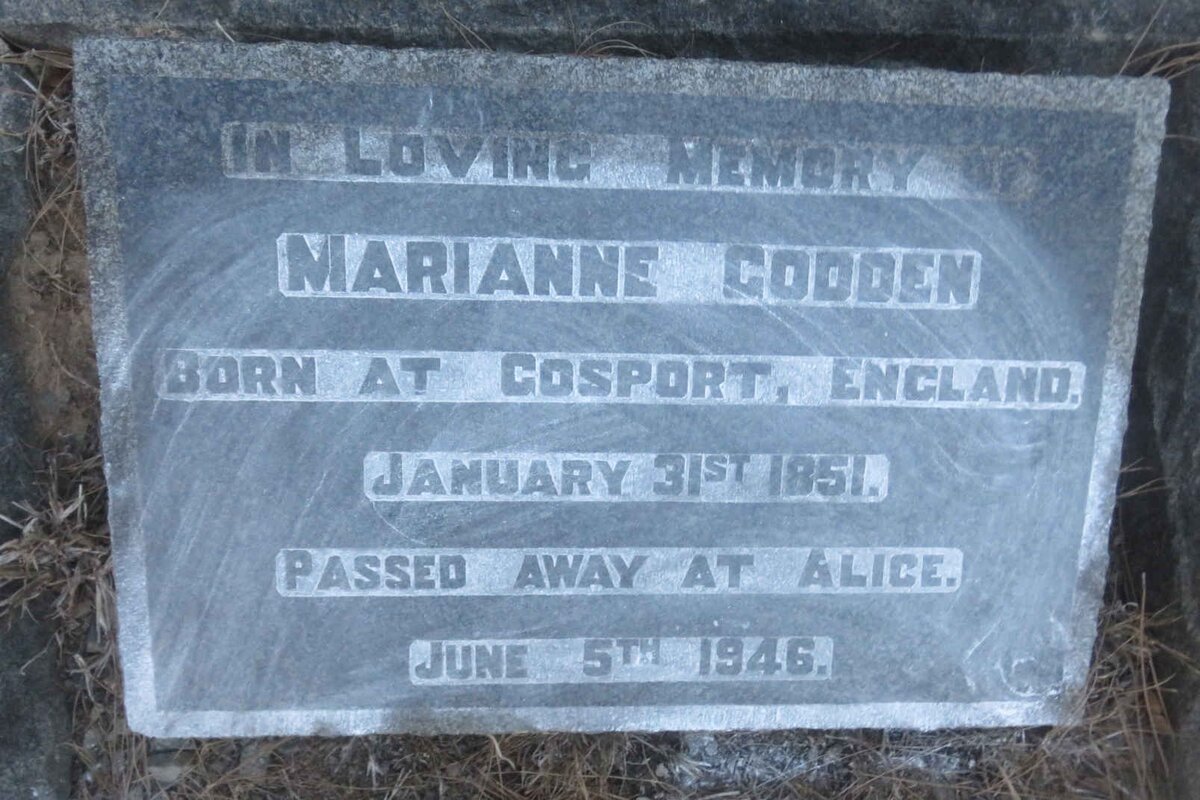 IN LOVING MEMORY OF
MARIANNE GODDEN
BORN AT GOSPORT, ENGLAND.
JANUARY 31ST 1851.
PASSED AWAY AT ALICE.
JUNE 5TH 1946.